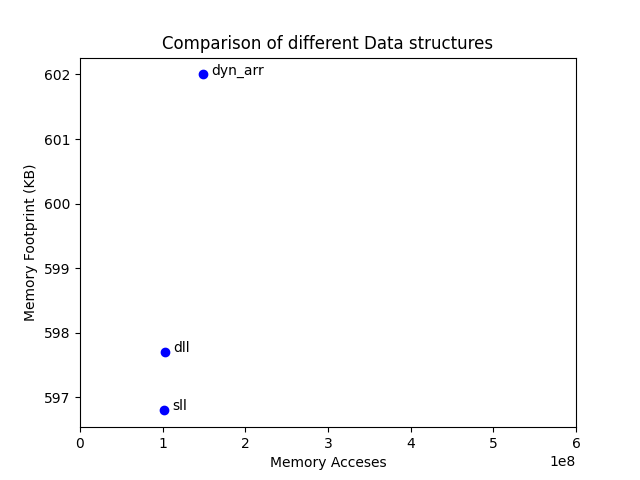 Comparison of different Data structures
Memory Footprint (KB)
602
601
600
599
598
597
dyn_arr
dll
sll
0 1 2 3 4 5 6
1e8
Memory Acceses